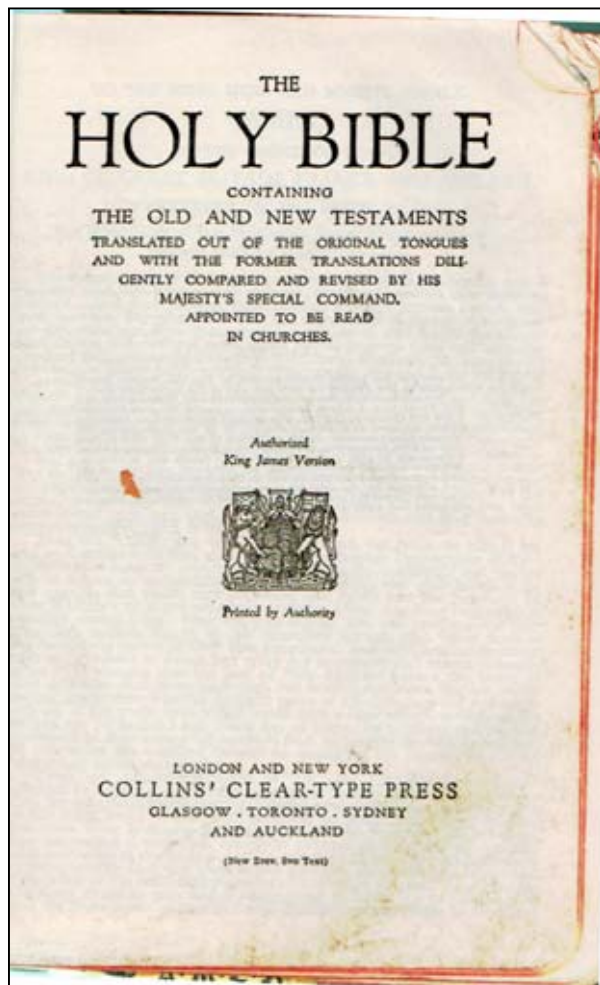 THE
HOLY BIBLE
CONTAINING
THE OLD AND NEW TESTAMENTS
TRANSLATED OUT OF THE ORIGINAL TONGUES
AND WITH THE FORMER TRANSLATIONS DILI-
GENTLY COMPARED AND REVISED BY HIS
MAJESTY'S SPECIAL COMMAND.
APPOINTED TO BE READ
IN CHURCHES.
Authorized
King James Version
Printed by Authority
LONDON AND NEW YORK
COLLINS' CLEAR-TYPE PRESS
GLASGOW . TORONTO . SYDNEY
AND AUCKLAND